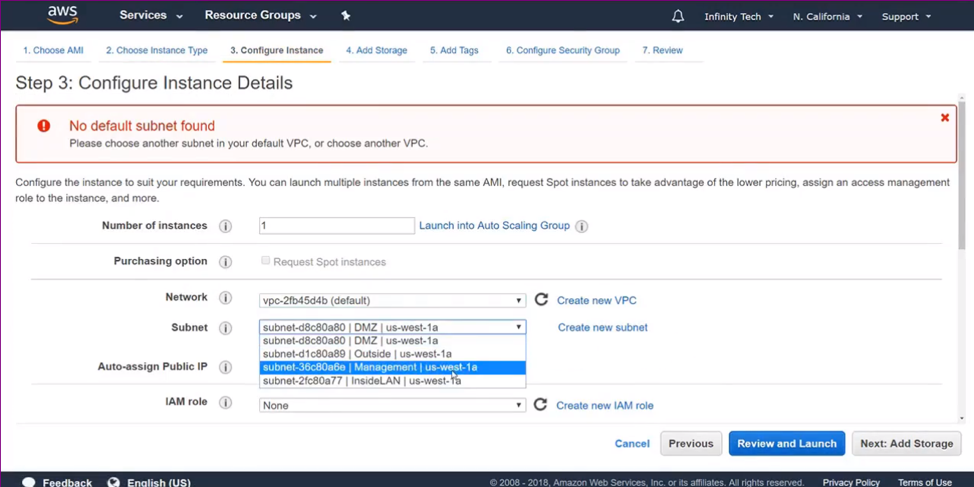 aws Services Resource Groups Infinity Tech N. California Support
1. Choose AMI 2. Choose Instance Type 3. Configure Instance 4. Add Storage 5. Add Tags 6. Configure Security Group 7. Review
Step 3: Configure Instance Details
No default subnet found
Please choose another subnet in your default VPC, or choose another VPC.
Configure the instance to suit your requirements. You can launch multiple instances from the same AMI, request Spot instances to take advantage of the lower pricing, assign an access management
role to the instance, and more.
Number of instances 1 Launch into Auto Scaling Group
Purchasing option Request Spot instances
Network vpc-2fb45d4b (default) Create new VPC
Subnet subnet-d8c80a80 | DMZ | us-west-1a Create new subnet
subnet-d8c80a80 | DMZ | us-west-1a
subnet-d1c80a89 | Outside | us-west-1a
Auto-assign Public IP subnet-36c80a6e | Management | us-west-1a
subnet-2fc80a77 | InsideLAN | us-west-1a
IAM role None Create new IAM role
Cancel Previous Review and Launch Next: Add Storage
Feedback English (US) © 2008 - 2018, Amazon Web Services, Inc. or its affiliates. All rights reserved. Privacy Policy Terms of Use